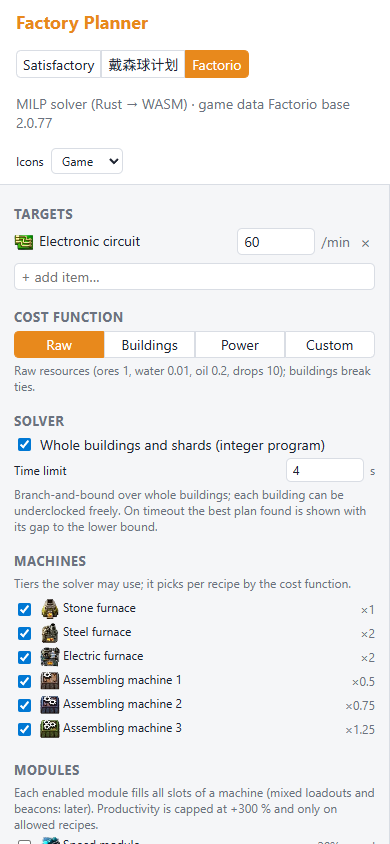 Factory Planner
Satisfactory 戴森球计划 Factorio
MILP solver (Rust → WASM) · game data Factorio base
2.0.77
Icons Game
TARGETS
Electronic circuit 60 /min ×
+ add item...
COST FUNCTION
Raw Buildings Power Custom
Raw resources (ores 1, water 0.01, oil 0.2, drops 10); buildings break
ties.
SOLVER
Whole buildings and shards (integer program)
Time limit 4 s
Branch-and-bound over whole buildings; each building can be
underclocked freely. On timeout the best plan found is shown with
its gap to the lower bound.
MACHINES
Tiers the solver may use; it picks per recipe by the cost function.
Stone furnace ×1
Steel furnace ×2
Electric furnace ×2
Assembling machine 1 ×0.5
Assembling machine 2 ×0.75
Assembling machine 3 ×1.25
MODULES
Each enabled module fills all slots of a machine (mixed loadouts and
beacons: later). Productivity is capped at +300 % and only on
allowed recipes.
Speed module